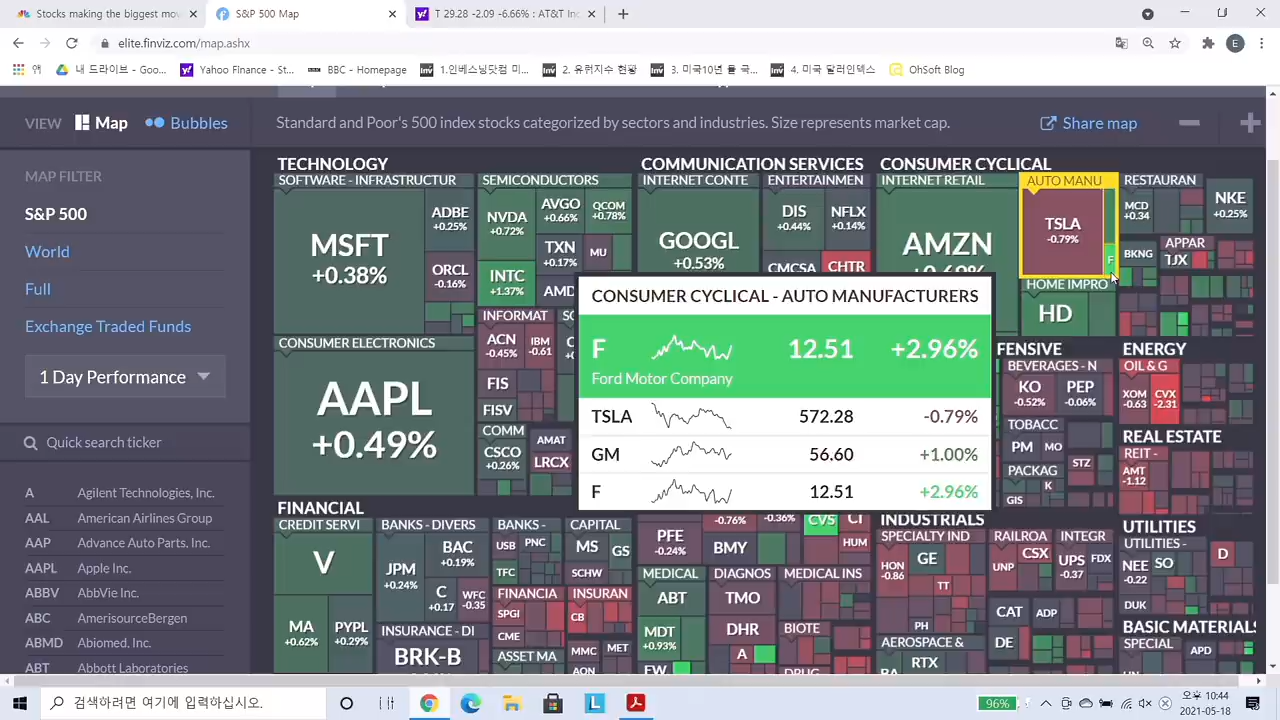 Stocks making the biggest mov
S&P 500 Map
T 29.28 -2.09 -6.66% : AT&T Inc
elite.finviz.com/map.ashx
E
앱
내 드라이브 - Goo...
Yahoo Finance - St...
BBC - Homepage
1.인베스닝닷컴 미...
2. 유럽지수 현황
3. 미국10년 물 국...
4. 미국 달러인덱스
OhSoft Blog
VIEW Map Bubbles
Standard and Poor's 500 index stocks categorized by sectors and industries. Size represents market cap.
Share map
MAP FILTER
S&P 500
World
Full
Exchange Traded Funds
1 Day Performance
Quick search ticker
A Agilent Technologies, Inc.
AAL American Airlines Group
AAP Advance Auto Parts, Inc.
AAPL Apple Inc.
ABBV AbbVie Inc.
ABC AmerisourceBergen
ABMD Abiomed, Inc.
ABT Abbott Laboratories
TECHNOLOGY
SOFTWARE - INFRASTRUCTUR
MSFT
+0.38%
ADBE
+0.25%
ORCL
-0.16%
SEMICONDUCTORS
NVDA
+0.72%
AVGO
+0.66%
QCOM
+0.78%
TXN
+0.17%
MU
INTC
+1.37%
AMD
INFORMAT
ACN
-0.45%
IBM
-0.61
FIS
FISV
CONSUMER ELECTRONICS
AAPL
+0.49%
COMM
CSCO
+0.26%
AMAT
LRCX
COMMUNICATION SERVICES
INTERNET CONTE
GOOGL
+0.53%
ENTERTAINMEN
DIS
+0.44%
NFLX
+0.14%
CMCSA
CHTR
CONSUMER CYCLICAL
INTERNET RETAIL
AMZN
AUTO MANU
TSLA
-0.79%
F
RESTAURAN
MCD
+0.34
BKNG
NKE
+0.25%
APPAR
TJX
HOME IMPRO
HD
CONSUMER CYCLICAL - AUTO MANUFACTURERS
F 12.51 +2.96%
Ford Motor Company
TSLA 572.28 -0.79%
GM 56.60 +1.00%
F 12.51 +2.96%
FENSIVE
BEVERAGES - N
KO
-0.52%
PEP
-0.06%
TOBACC
PM
MO
PACKAG
K
GIS
STZ
ENERGY
OIL & G
XOM
-0.63
CVX
-2.31
REAL ESTATE
REIT -
AMT
-1.12
FINANCIAL
CREDIT SERVI
V
MA
+0.62%
PYPL
+0.29%
BANKS - DIVERS
JPM
+0.24%
BAC
+0.19%
C
+0.17
WFC
-0.35
INSURANCE - DI
BRK-B
BANKS -
USB
PNC
TFC
FINANCIA
SPGI
CME
ASSET MA
CAPITAL
MS
GS
SCHW
INSURAN
CB
MMC
MET
AON
PFE
-0.24%
-0.76%
-0.36%
BMY
CVS
CI
HUM
MEDICAL
ABT
MDT
+0.93%
EW
DIAGNOS
TMO
DHR
A
MEDICAL INS
BIOTE
DRUG
INDUSTRIALS
SPECIALTY IND
HON
-0.86
GE
TT
PH
AEROSPACE &
RTX
BA
RAILROA
UNP
CSX
INTEGR
UPS
-0.37
FDX
CAT
ADP
DE
UTILITIES
UTILITIES -
NEE
-0.22
SO
D
DUK
BASIC MATERIALS
SPECIAL
APD
검색하려면 여기에 입력하십시오.
L
96%
오후 10:44
2021-05-18